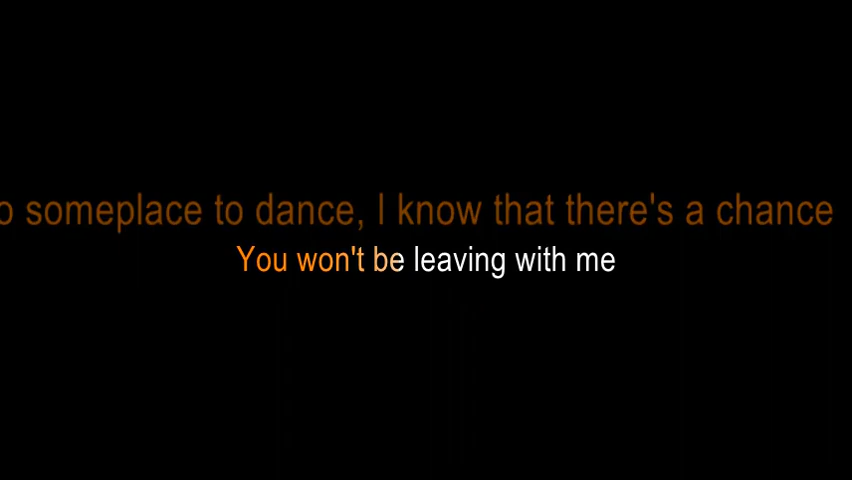 someplace to dance, I know that there's a chance
You won't be leaving with me